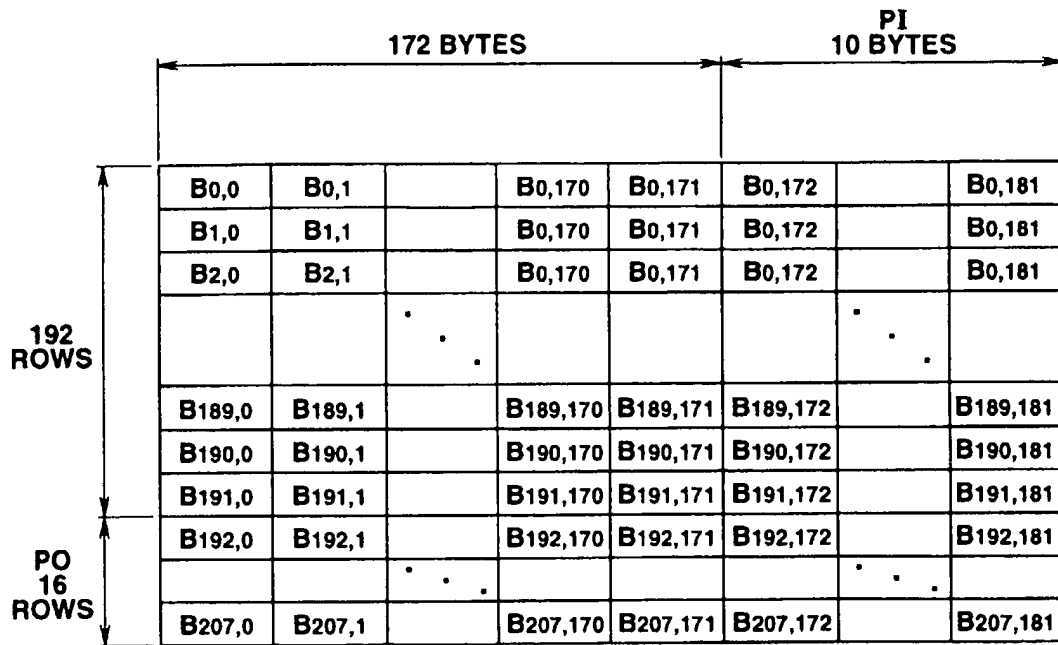 PI
172 BYTES 10 BYTES
B0,0 B0,1 B0,170 B0,171 B0,172 B0,181
B1,0 B1,1 B0,170 B0,171 B0,172 B0,181
B2,0 B2,1 B0,170 B0,171 B0,172 B0,181
192
ROWS
B189,0 B189,1 B189,170 B189,171 B189,172 B189,181
B190,0 B190,1 B190,170 B190,171 B190,172 B190,181
B191,0 B191,1 B191,170 B191,171 B191,172 B191,181
B192,0 B192,1 B192,170 B192,171 B192,172 B192,181
PO
16
ROWS
B207,0 B207,1 B207,170 B207,171 B207,172 B207,181